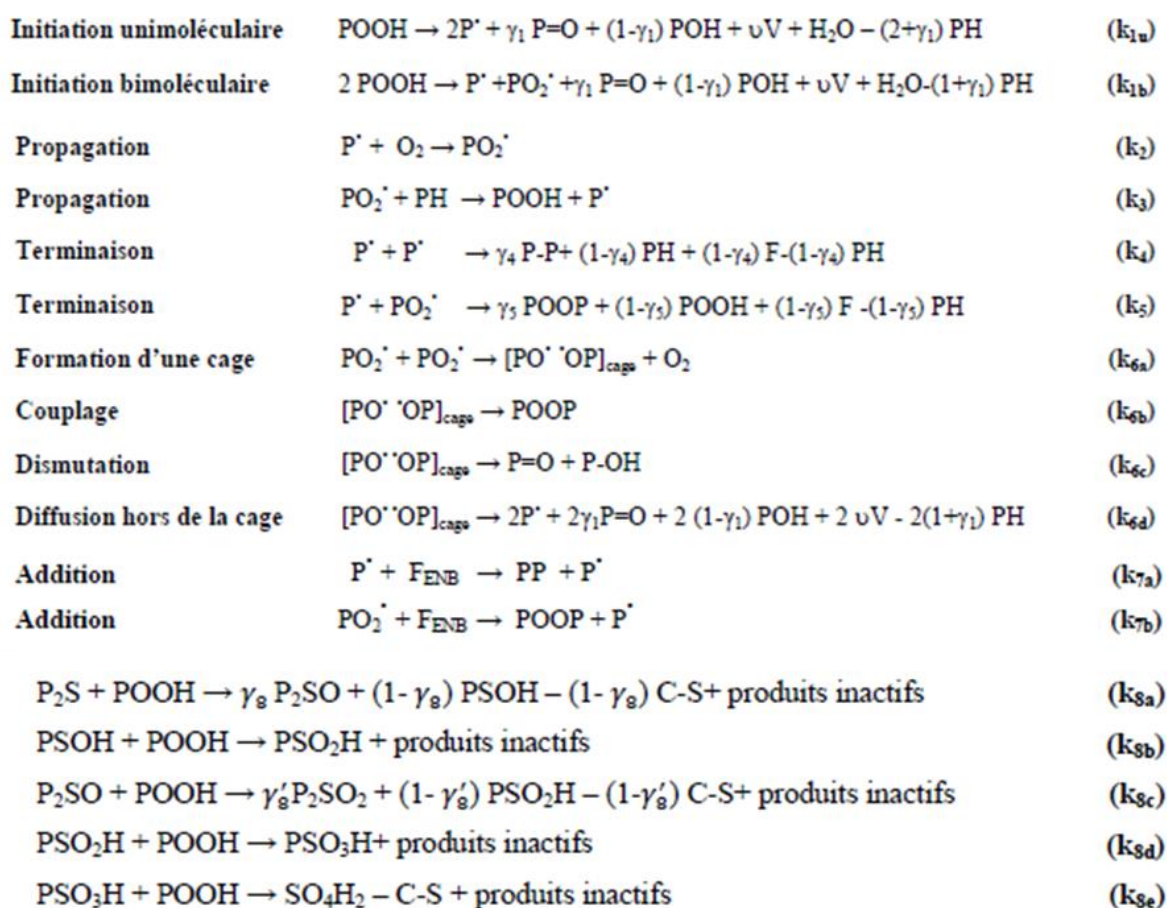 Initiation unimoléculaire POOH → 2P• + γ₁ P=O + (1-γ₁) POH + υV + H₂O – (2+γ₁) PH (k₁ᵤ)
Initiation bimoléculaire 2 POOH → P• +PO₂• +γ₁ P=O + (1-γ₁) POH + υV + H₂O-(1+γ₁) PH (k1b)
Propagation P• + O₂ → PO₂• (k₂)
Propagation PO₂• + PH → POOH + P• (k₃)
Terminaison P• + P• → γ₄ P-P+ (1-γ₄) PH + (1-γ₄) F-(1-γ₄) PH (k₄)
Terminaison P• + PO₂• → γ₅ POOP + (1-γ₅) POOH + (1-γ₅) F -(1-γ₅) PH (k₅)
Formation d’une cage PO₂• + PO₂• → [PO• •OP]cage + O₂ (k6a)
Couplage [PO• •OP]cage → POOP (k6b)
Dismutation [PO••OP]cage → P=O + P-OH (k6c)
Diffusion hors de la cage [PO••OP]cage → 2P• + 2γ₁P=O + 2 (1-γ₁) POH + 2 υV - 2(1+γ₁) PH (k6d)
Addition P• + FENB → PP + P• (k7a)
Addition PO₂• + FENB → POOP + P• (k7b)
P₂S + POOH → γ₈ P₂SO + (1- γ₈) PSOH – (1- γ₈) C-S+ produits inactifs (k8a)
PSOH + POOH → PSO₂H + produits inactifs (k8b)
P₂SO + POOH → γ′₈P₂SO₂ + (1- γ′₈) PSO₂H – (1-γ′₈) C-S+ produits inactifs (k8c)
PSO₂H + POOH → PSO₃H+ produits inactifs (k8d)
PSO₃H + POOH → SO₄H₂ – C-S + produits inactifs (k8e)